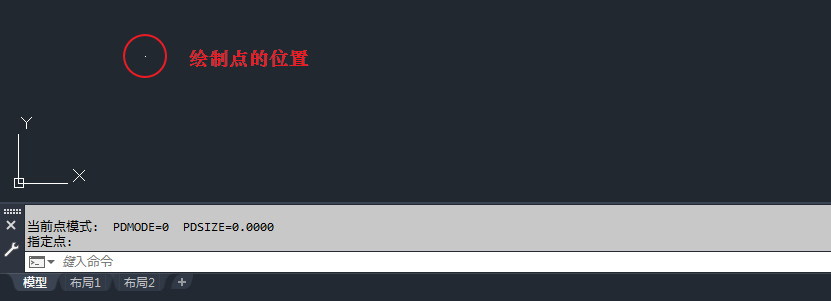 绘制点的位置
Y
X
当前点模式: PDMODE=0 PDSIZE=0.0000
指定点:
键入命令
模型 布局1 布局2 +